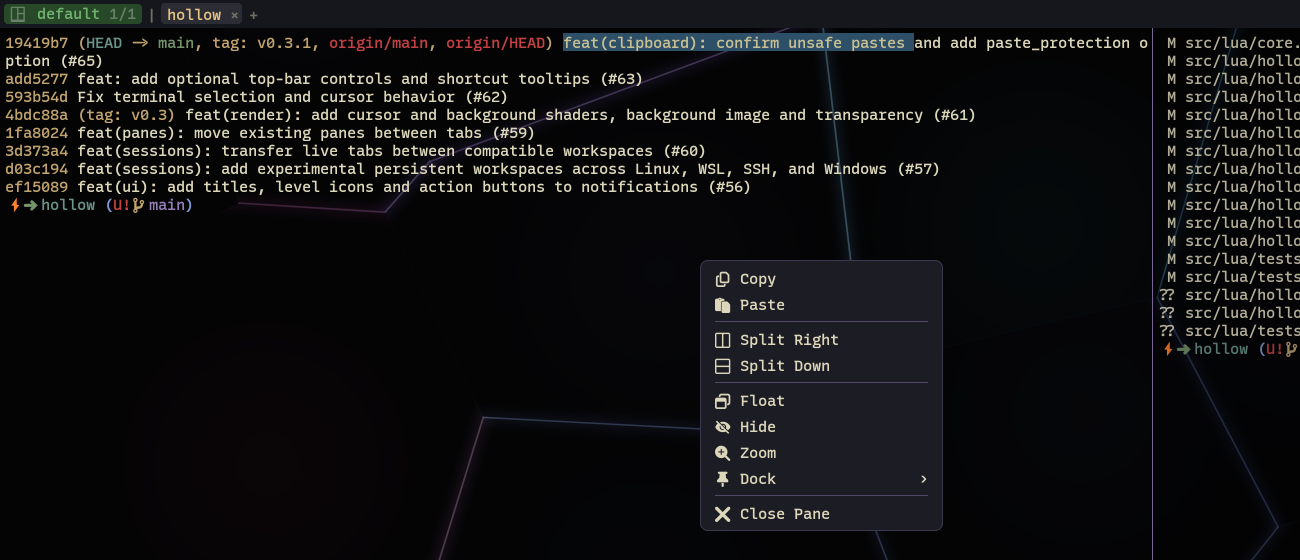 default 1/1 | hollow × +
19419b7 (HEAD -> main, tag: v0.3.1, origin/main, origin/HEAD) feat(clipboard): confirm unsafe pastes and add paste_protection o
ption (#65)
add5277 feat: add optional top-bar controls and shortcut tooltips (#63)
593b54d Fix terminal selection and cursor behavior (#62)
4bdc88a (tag: v0.3) feat(render): add cursor and background shaders, background image and transparency (#61)
1fa8024 feat(panes): move existing panes between tabs (#59)
3d373a4 feat(sessions): transfer live tabs between compatible workspaces (#60)
d03c194 feat(sessions): add experimental persistent workspaces across Linux, WSL, SSH, and Windows (#57)
ef15089 feat(ui): add titles, level icons and action buttons to notifications (#56)
hollow (U! main)
M src/lua/core.
M src/lua/hollo
M src/lua/hollo
M src/lua/hollo
M src/lua/hollo
M src/lua/hollo
M src/lua/hollo
M src/lua/hollo
M src/lua/hollo
M src/lua/hollo
M src/lua/hollo
M src/lua/hollo
M src/lua/tests
M src/lua/tests
?? src/lua/hollo
?? src/lua/hollo
?? src/lua/tests
hollow (U!
Copy
Paste
Split Right
Split Down
Float
Hide
Zoom
Dock
Close Pane